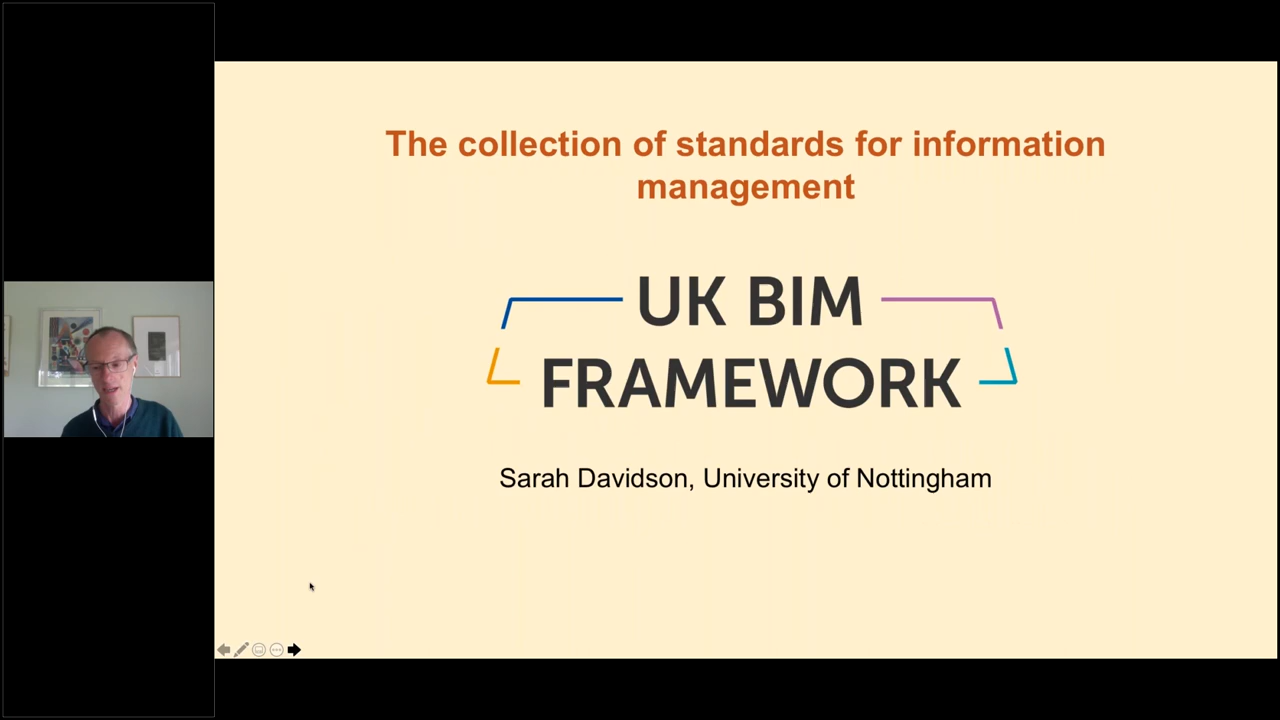 The collection of standards for information
management
UK BIM
FRAMEWORK
Sarah Davidson, University of Nottingham